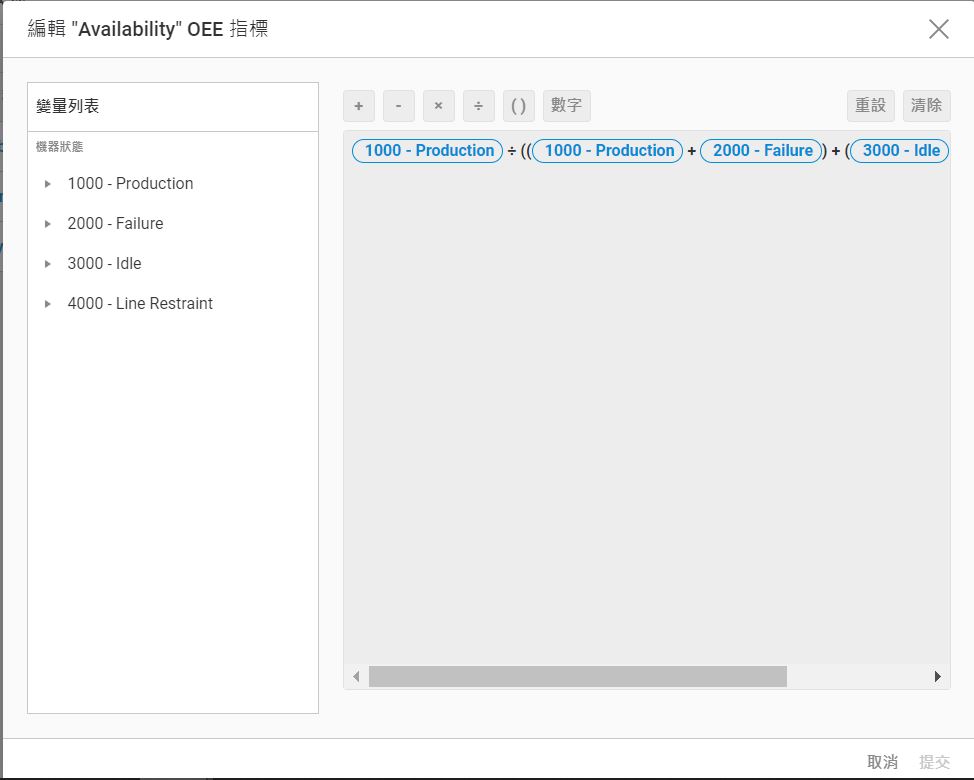 編輯 "Availability" OEE 指標
變量列表
機器狀態
1000 - Production
2000 - Failure
3000 - Idle
4000 - Line Restraint
+ - × ÷ ( ) 數字 重設 清除
1000 - Production ÷ (( 1000 - Production + 2000 - Failure ) + ( 3000 - Idle
取消 提交